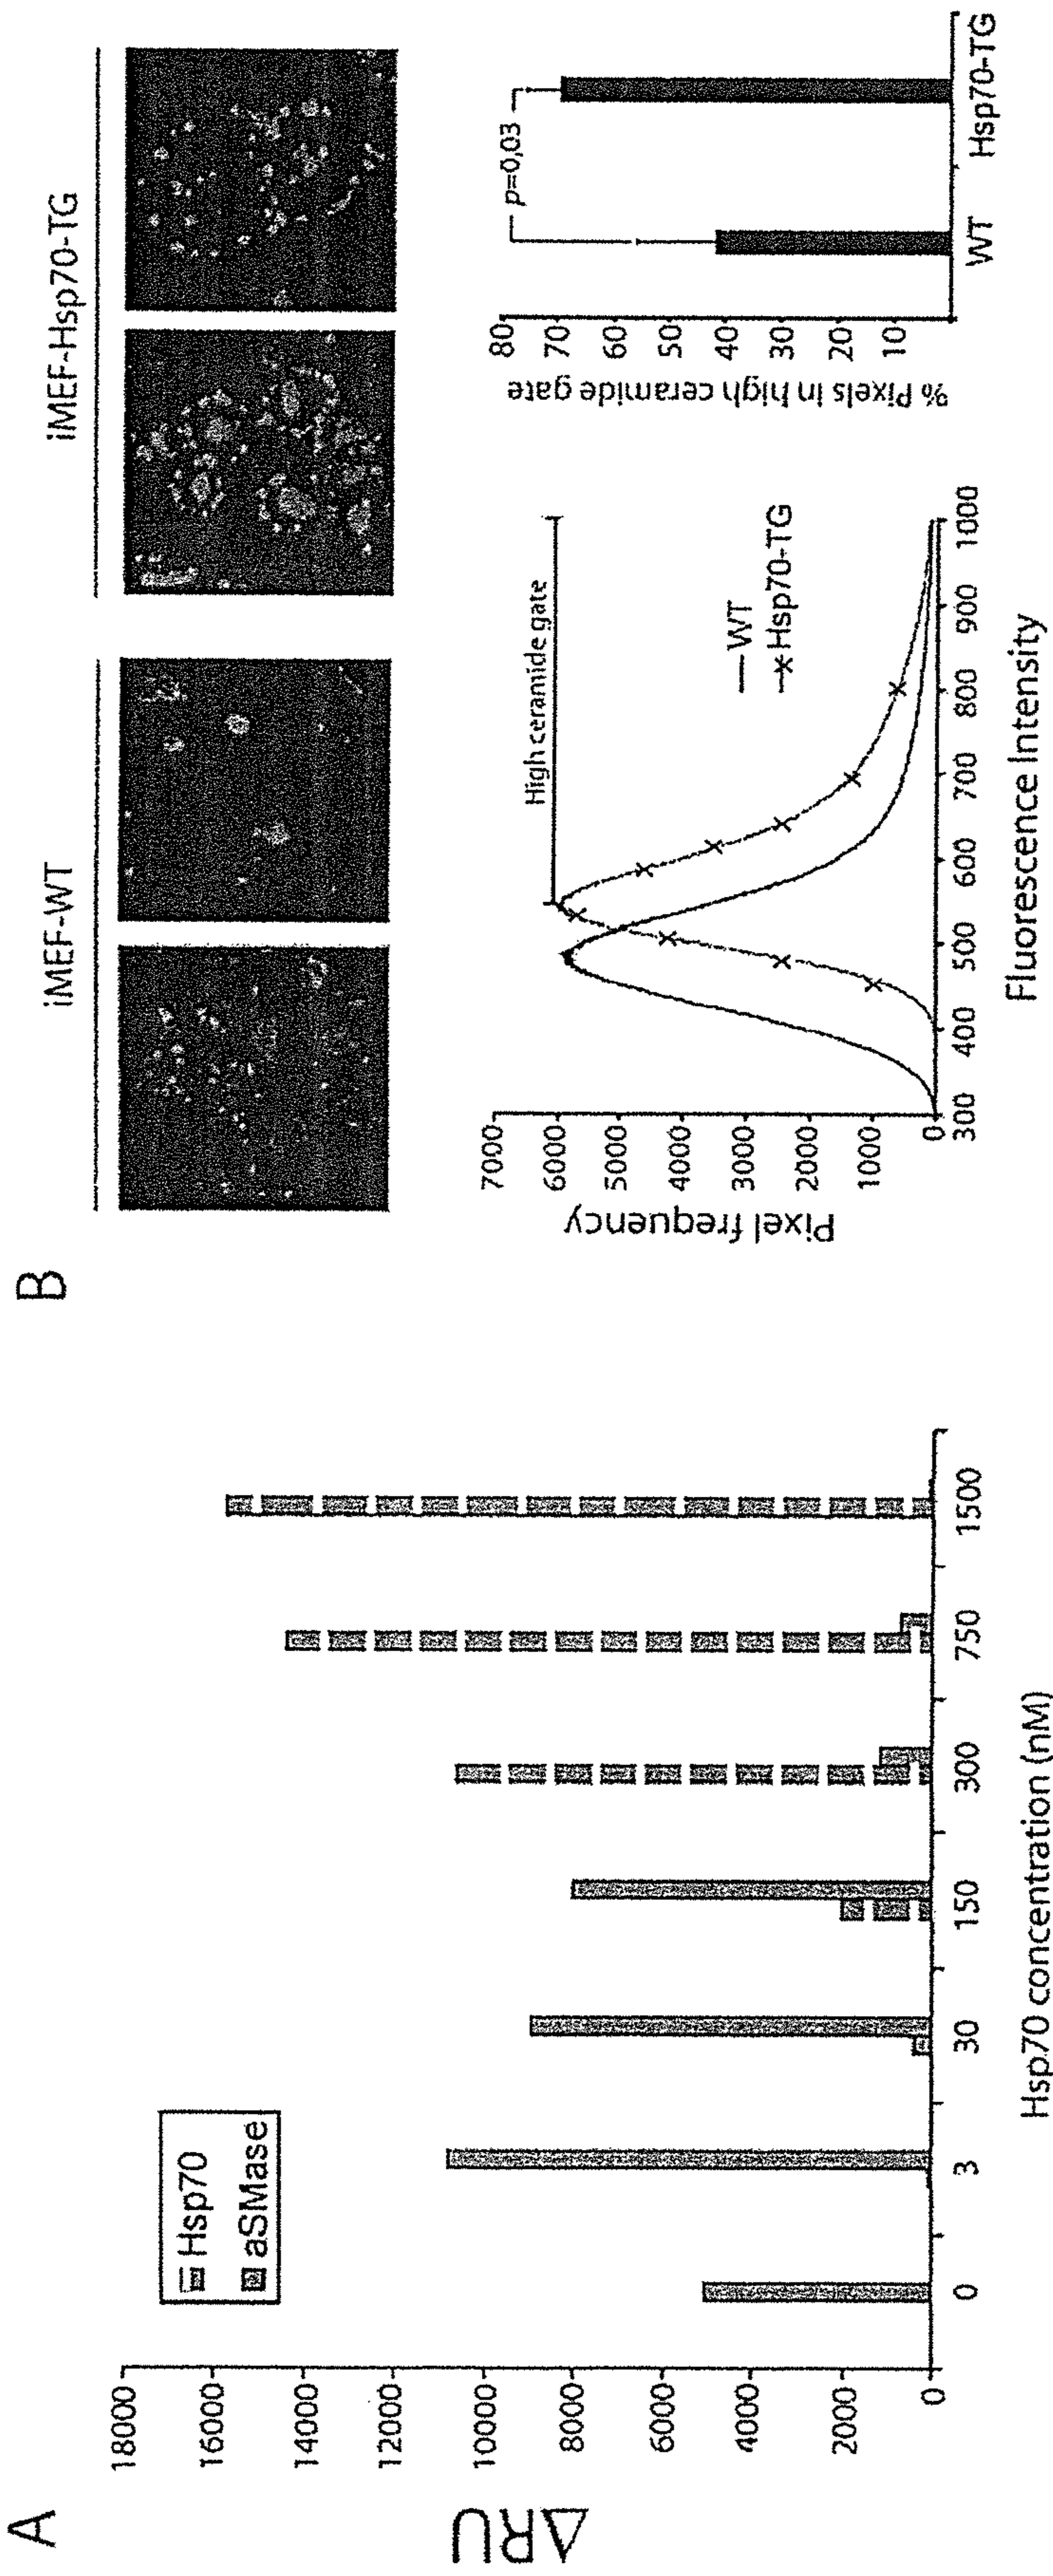 A
ΔRU
18000
16000
14000
12000
10000
8000
6000
4000
2000
0
Hsp70
aSMase
0 3 30 150 300 750 1500
Hsp70 concentration (nM)
B
iMEF-WT
iMEF-Hsp70-TG
Pixel frequency
7000
6000
5000
4000
3000
2000
1000
0
High ceramide gate
WT
Hsp70-TG
300 400 500 600 700 800 900 1000
Fluorescence Intensity
% Pixels in high ceramide gate
80
70
60
50
40
30
20
10
p=0,03
WT Hsp70-TG